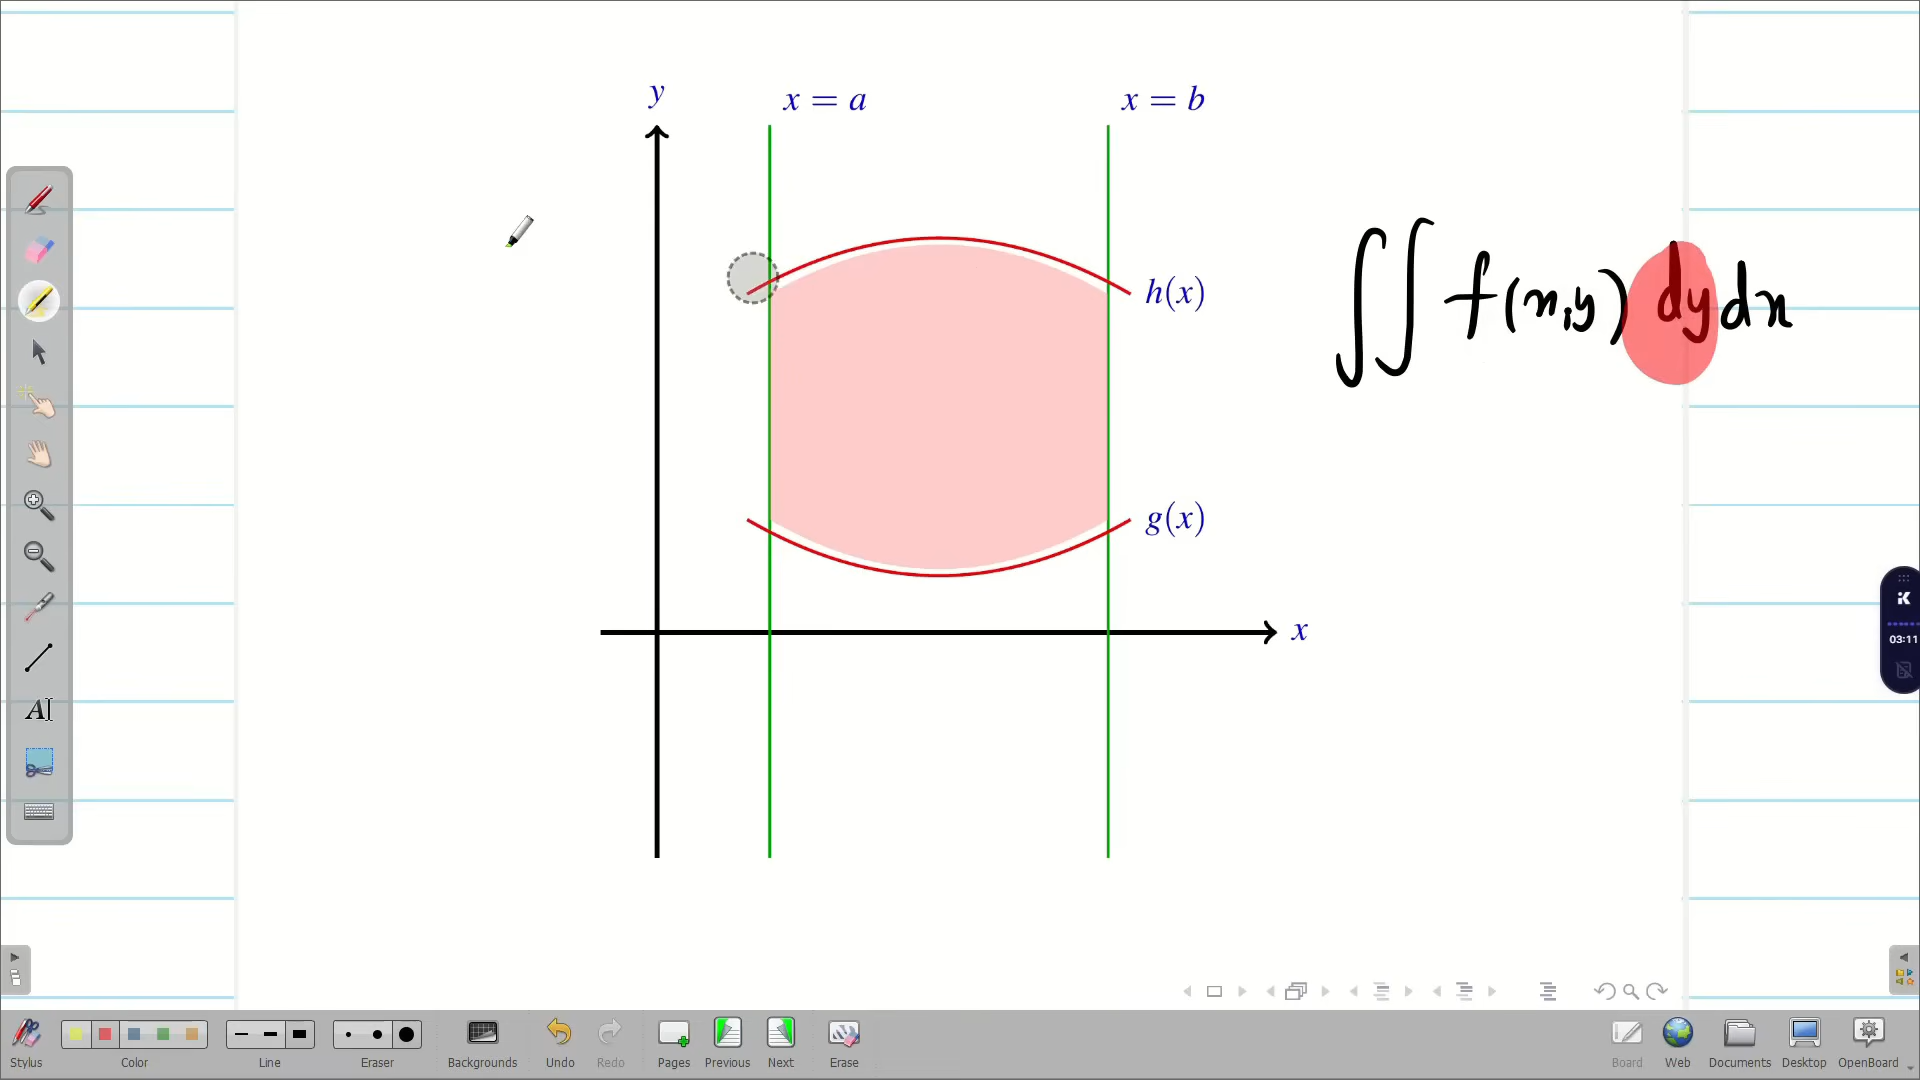 y
x = a
x = b
h(x)
∫∫ f(x,y) dy dx
g(x)
x
03:11
Stylus
Color
Line
Eraser
Backgrounds
Undo
Redo
Pages
Previous
Next
Erase
Board
Web
Documents
Desktop
OpenBoard